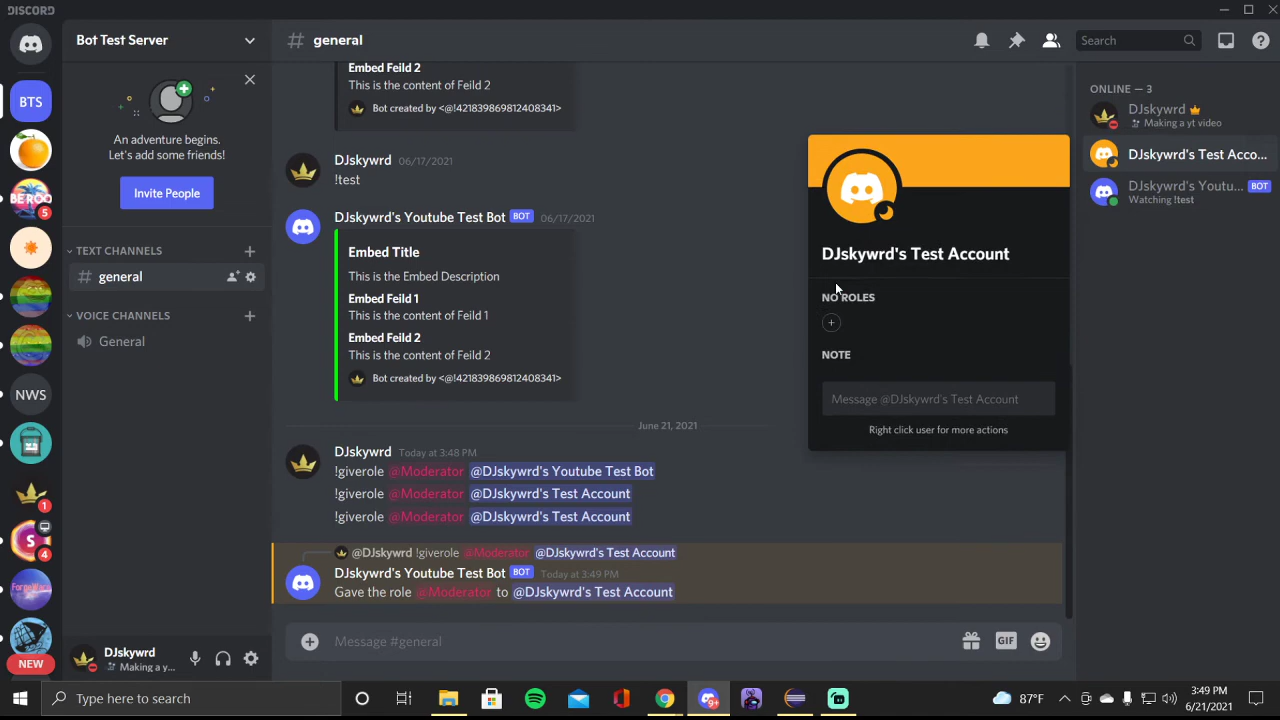 DISCORD
Bot Test Server
general
Search
An adventure begins.
Let's add some friends!
Invite People
TEXT CHANNELS
general
VOICE CHANNELS
General
BTS
BE ROO
5
NWS
1
S
4
ForgeWars
NEW
DJskywrd
Making a y...
Embed Feild 2
This is the content of Feild 2
Bot created by <@!421839869812408341>
DJskywrd 06/17/2021
!test
DJskywrd's Youtube Test Bot BOT 06/17/2021
Embed Title
This is the Embed Description
Embed Feild 1
This is the content of Feild 1
Embed Feild 2
This is the content of Feild 2
Bot created by <@!421839869812408341>
June 21, 2021
DJskywrd Today at 3:48 PM
!giverole @Moderator @DJskywrd's Youtube Test Bot
!giverole @Moderator @DJskywrd's Test Account
!giverole @Moderator @DJskywrd's Test Account
@DJskywrd !giverole @Moderator @DJskywrd's Test Account
DJskywrd's Youtube Test Bot BOT Today at 3:49 PM
Gave the role @Moderator to @DJskywrd's Test Account
Message #general
GIF
DJskywrd's Test Account
NO ROLES
NOTE
Message @DJskywrd's Test Account
Right click user for more actions
ONLINE — 3
DJskywrd
Making a yt video
DJskywrd's Test Acco...
DJskywrd's Youtu... BOT
Watching !test
Type here to search
9+
87°F
3:49 PM
6/21/2021